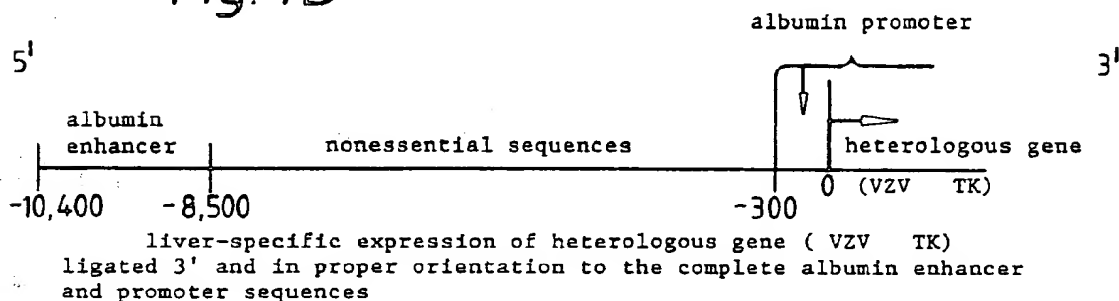 albumin promoter
5' 3'
albumin
enhancer nonessential sequences heterologous gene
0 (VZV TK)
-10,400 -8,500 -300
liver-specific expression of heterologous gene ( VZV TK)
ligated 3' and in proper orientation to the complete albumin enhancer
and promoter sequences